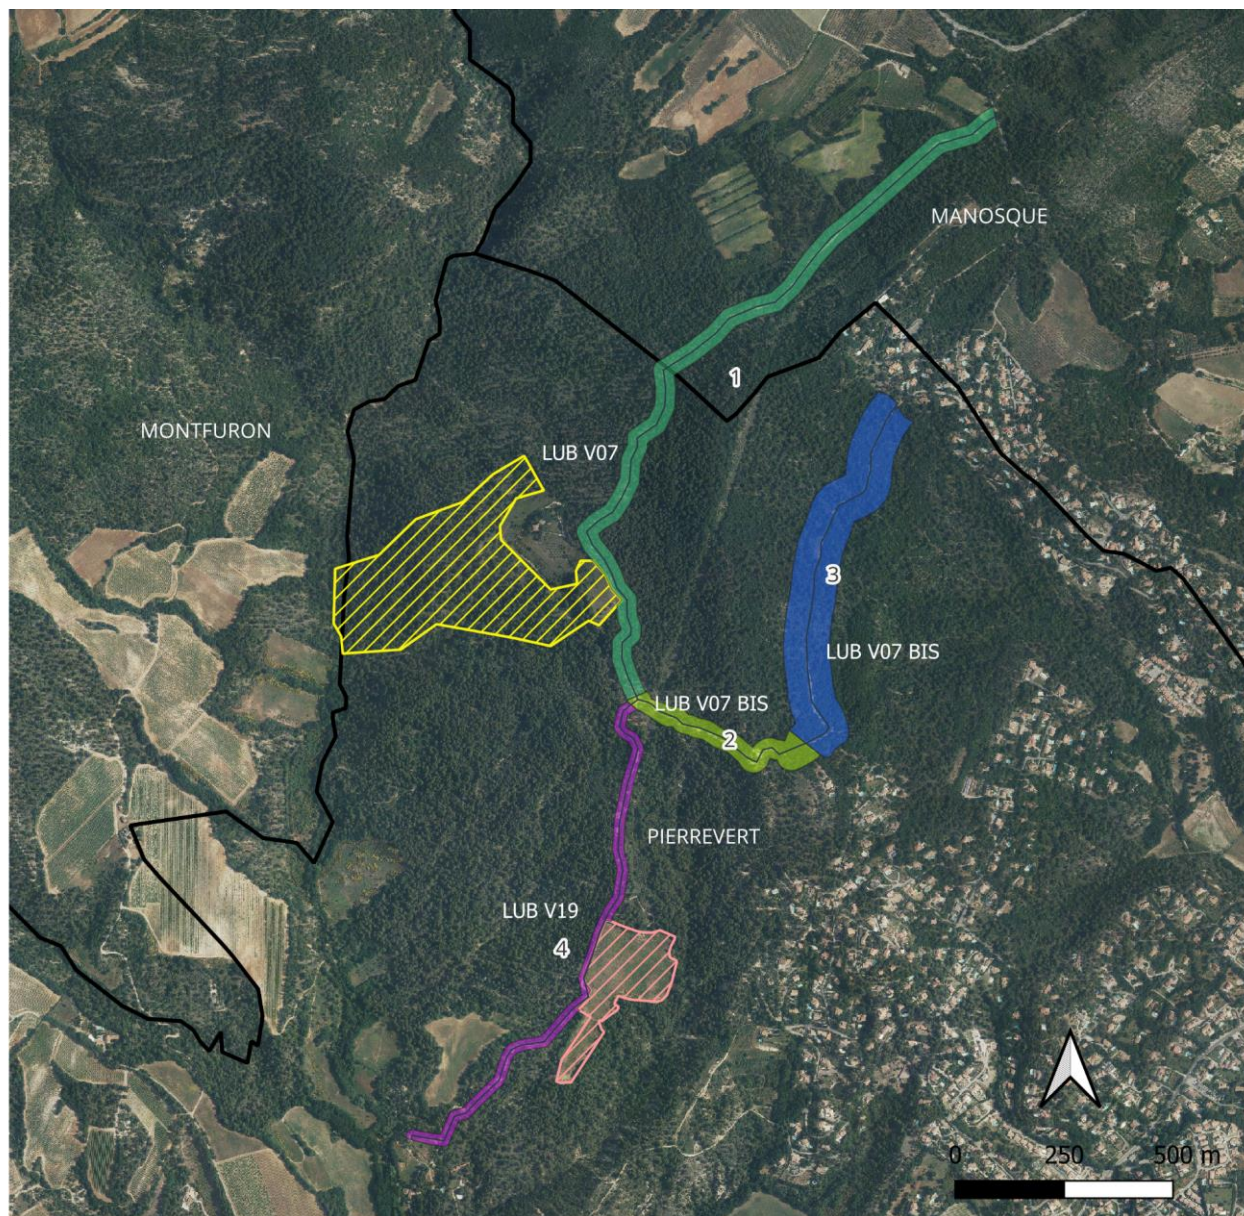 MANOSQUE
1
MONTFURON
LUB V07
3
LUB V07 BIS
LUB V07 BIS
2
PIERREVERT
LUB V19
4
0 250 500 m